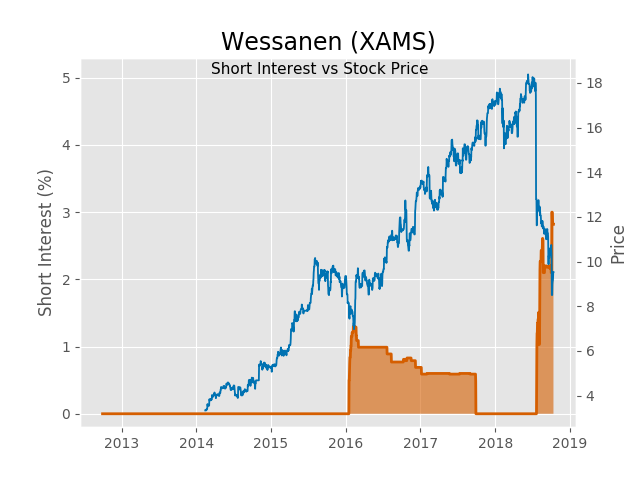 Wessanen (XAMS)
Short Interest vs Stock Price
Short Interest (%)
5
4
3
2
1
0
18
16
14
12
10
8
6
4
Price
2013 2014 2015 2016 2017 2018 2019